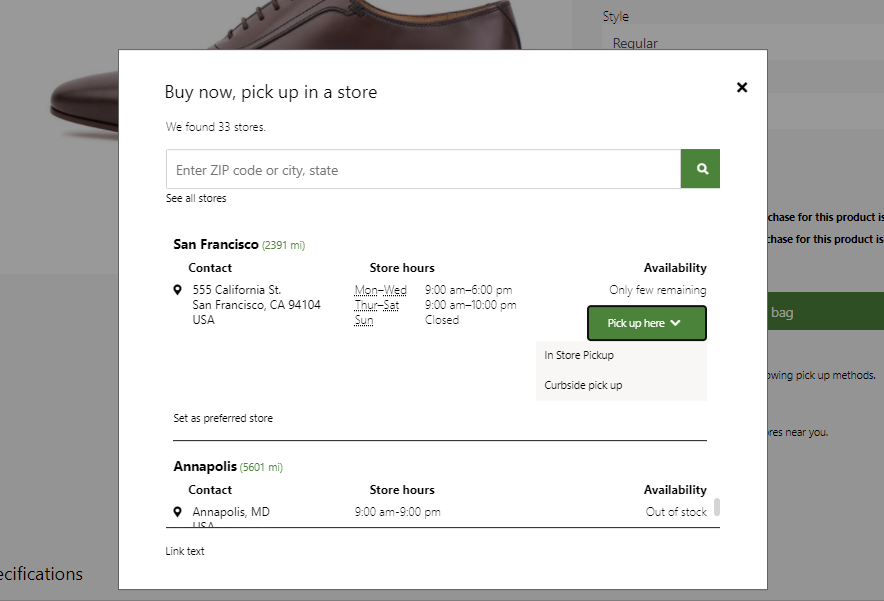 Style
Regular
Buy now, pick up in a store
We found 33 stores.
Enter ZIP code or city, state
See all stores
chase for this product is
chase for this product is
San Francisco (2391 mi)
Contact Store hours Availability
555 California St. Mon–Wed 9:00 am–6:00 pm Only few remaining
San Francisco, CA 94104 Thur–Sat 9:00 am–10:00 pm
USA Sun Closed
Pick up here
bag
In Store Pickup
Curbside pick up
owing pick up methods.
Set as preferred store
ores near you.
Annapolis (5601 mi)
Contact Store hours Availability
Annapolis, MD 9:00 am-9:00 pm Out of stock
USA
Link text
ecifications